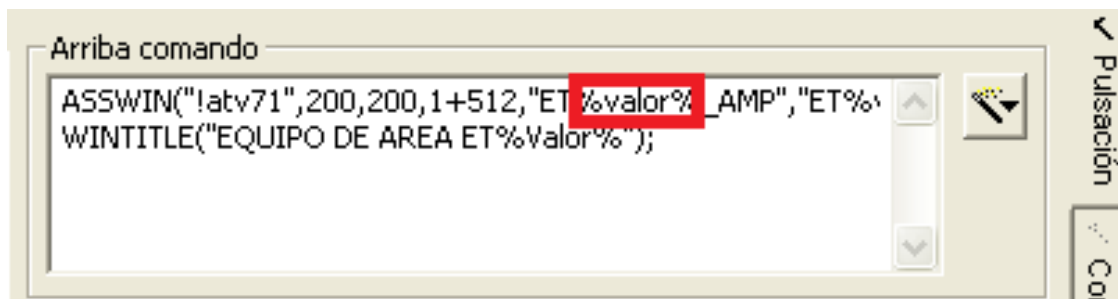 Arriba comando
ASSWIN("!atv71",200,200,1+512,"ET%valor%_AMP","ET%
WINTITLE("EQUIPO DE AREA ET%Valor%");
Pulsación